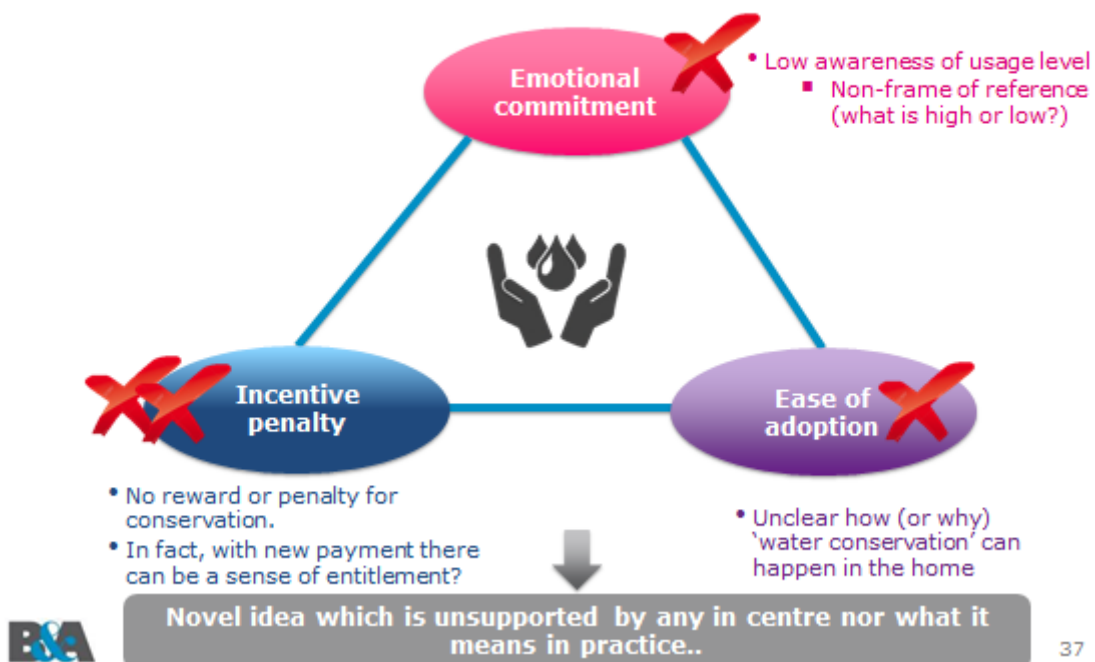 Emotional
commitment
• Low awareness of usage level
▪ Non-frame of reference
(what is high or low?)
Incentive
penalty
Ease of
adoption
• No reward or penalty for
conservation.
• In fact, with new payment there
can be a sense of entitlement?
• Unclear how (or why)
‘water conservation’ can
happen in the home
Novel idea which is unsupported by any in centre nor what it
means in practice..
B&A
37